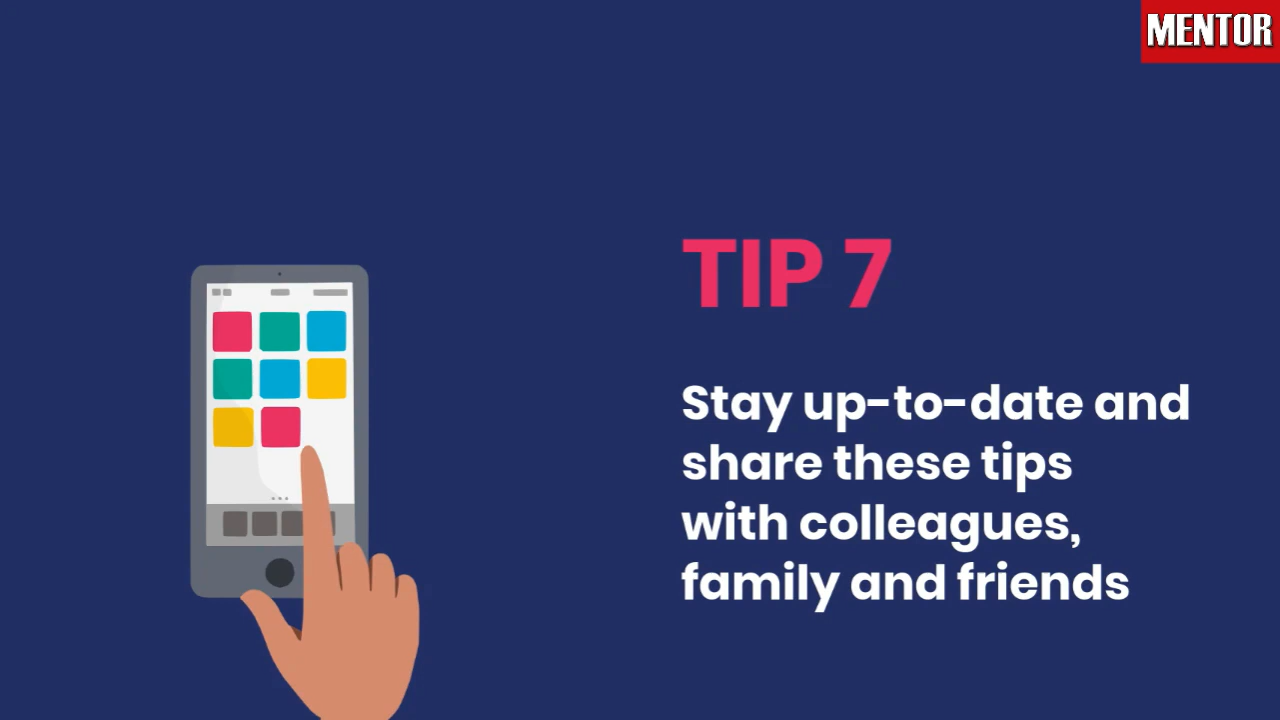 MENTOR
TIP 7
Stay up-to-date and
share these tips
with colleagues,
family and friends